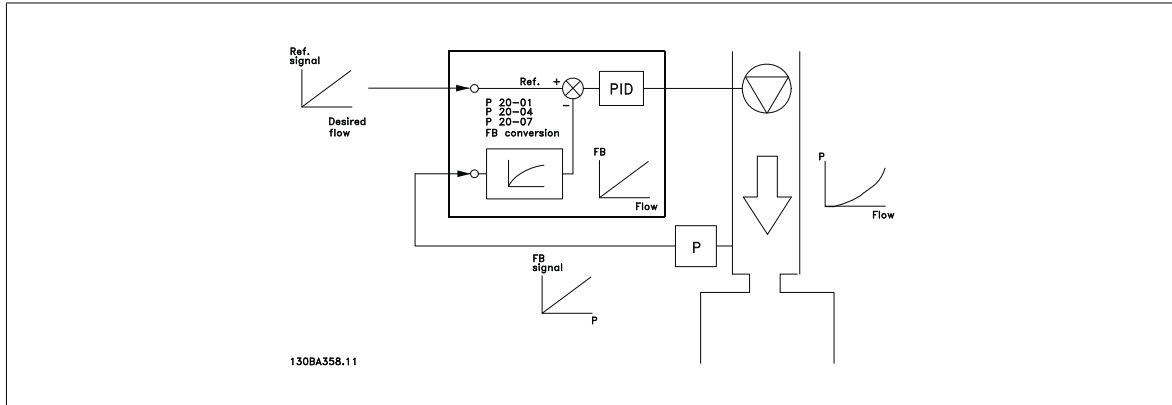 Ref.
signal
Desired
flow
Ref. +
–
P 20-01
P 20-04
P 20-07
FB conversion
PID
FB
Flow
P
Flow
P
FB
signal
P
130BA358.11